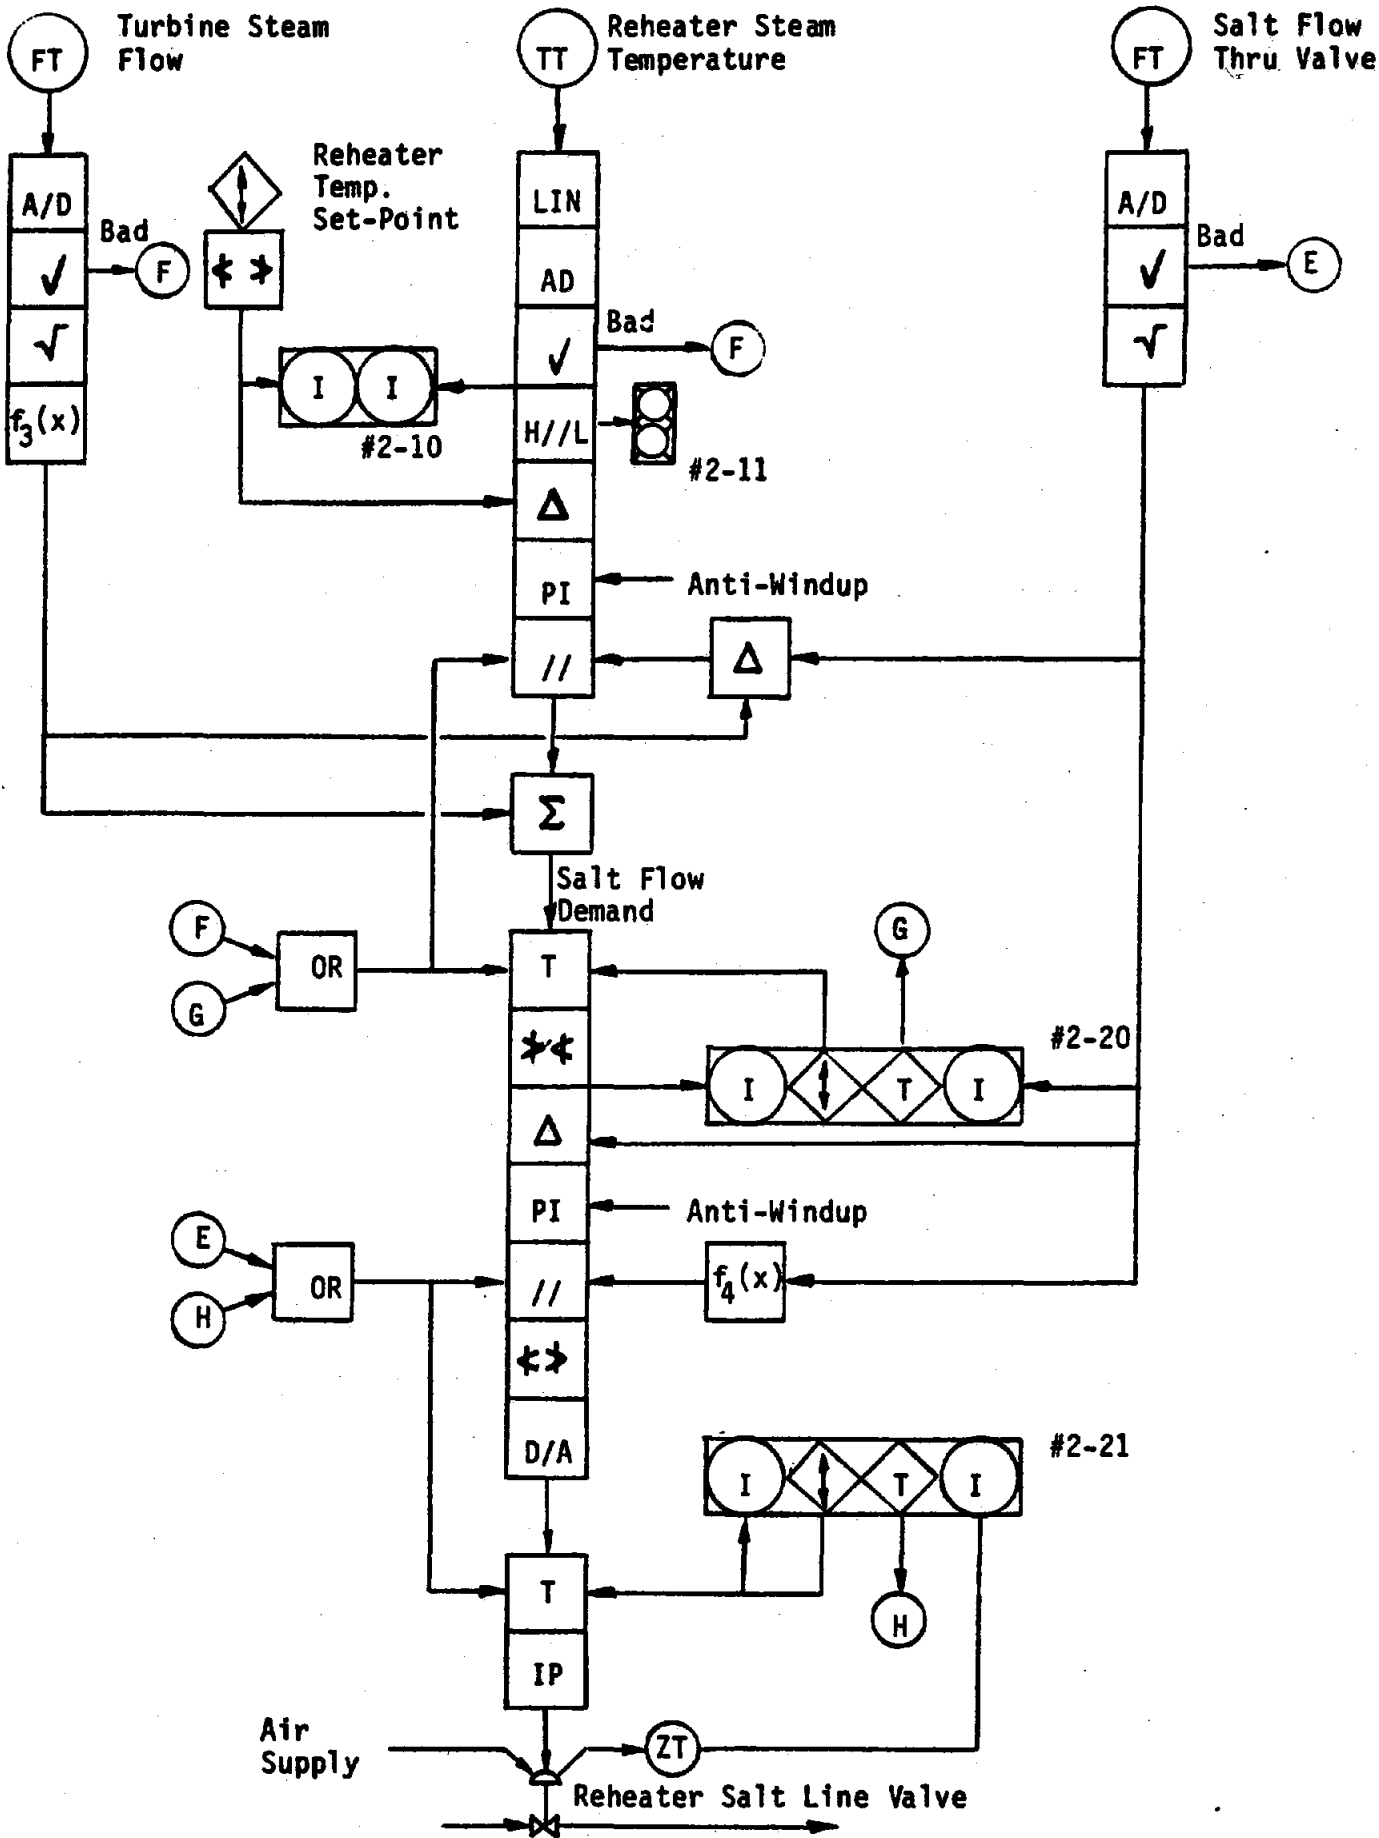 Turbine Steam
Flow
FT
Reheater Steam
Temperature
TT
Salt Flow
Thru Valve
FT
A/D
Bad
F
√
f3(x)
Reheater
Temp.
Set-Point
< >
I I
#2-10
LIN
AD
Bad
F
H//L
#2-11
Δ
PI
Anti-Windup
//
Δ
A/D
Bad
E
√
Σ
Salt Flow
Demand
F
G
OR
T
G
> <
I T I
#2-20
Δ
PI
Anti-Windup
E
H
OR
//
f4(x)
< >
D/A
I T I
#2-21
T
H
IP
Air
Supply
ZT
Reheater Salt Line Valve